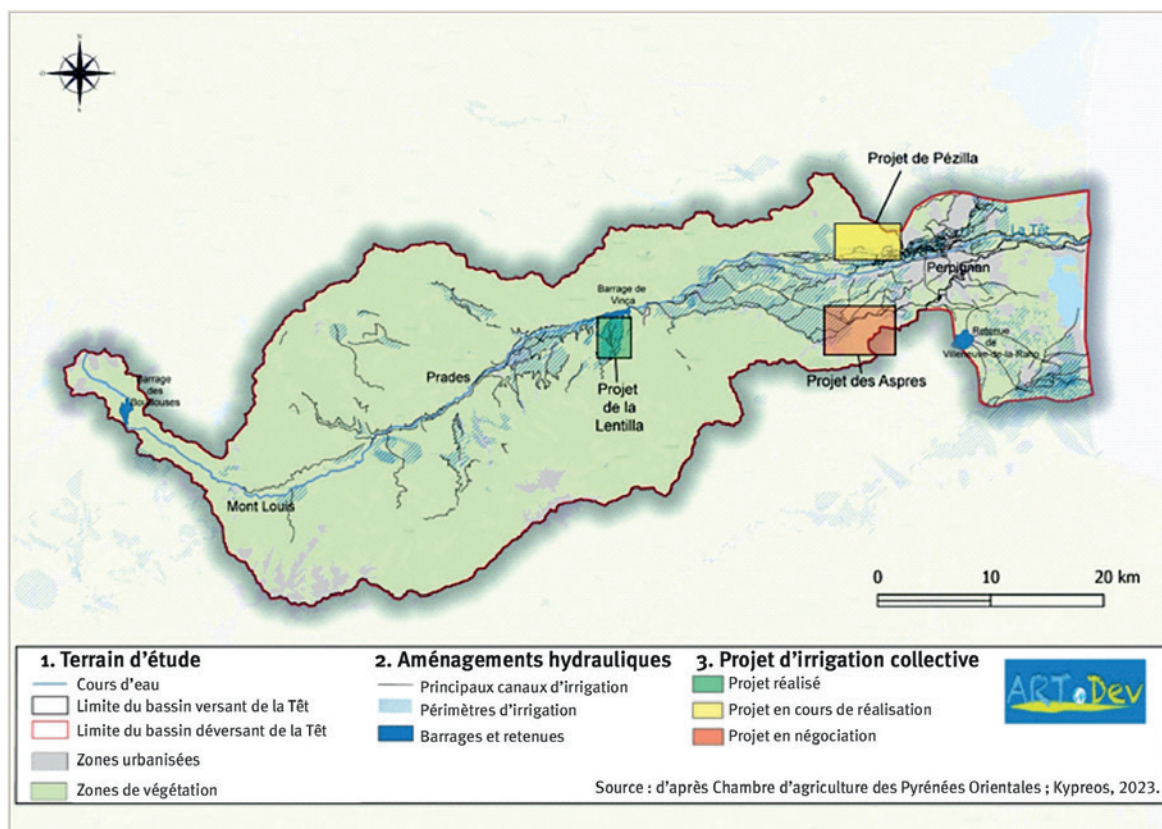 N
O
E
S
Projet de Pézilla
La Têt
Perpignan
Barrage de
Vinça
Retenue
de
Villeneuve-de-la-Raho
Projet des Aspres
Prades
Projet
de la
Lentilla
Barrage
des
Bouillouses
Mont Louis
0 10 20 km
1. Terrain d'étude
Cours d'eau
Limite du bassin versant de la Têt
Limite du bassin déversant de la Têt
Zones urbanisées
Zones de végétation
2. Aménagements hydrauliques
Principaux canaux d'irrigation
Périmètres d'irrigation
Barrages et retenues
3. Projet d'irrigation collective
Projet réalisé
Projet en cours de réalisation
Projet en négociation
ART.Dev
Source : d'après Chambre d'agriculture des Pyrénées Orientales ; Kypreos, 2023.